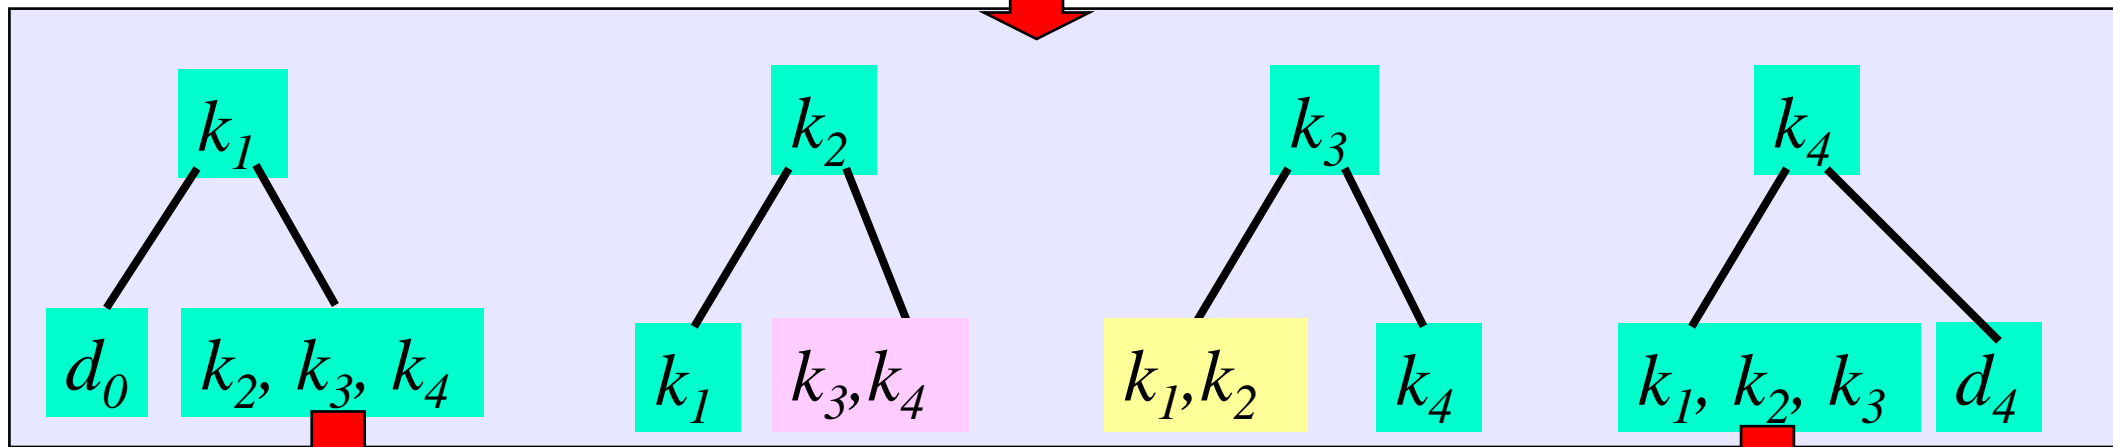 k₁ k₂ k₃ k₄
d₀ k₂, k₃, k₄ k₁ k₃,k₄ k₁,k₂ k₄ k₁, k₂, k₃ d₄